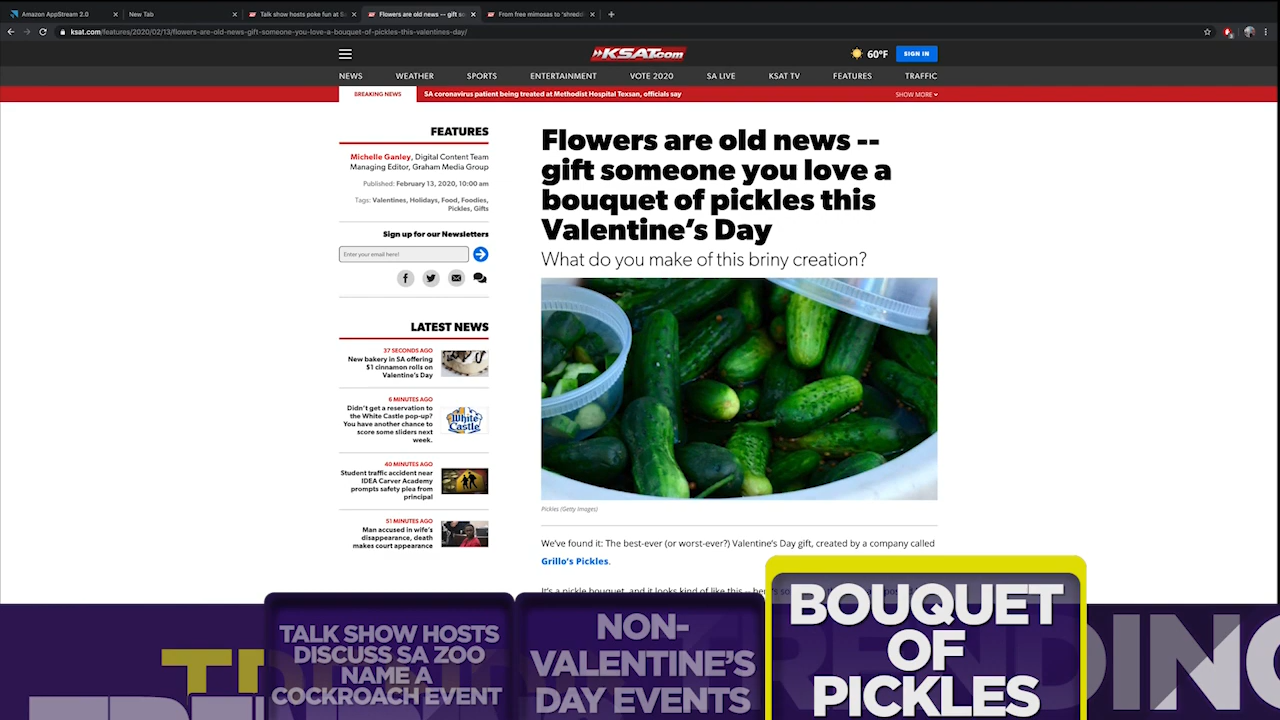 Amazon AppStream 2.0
New Tab
Talk show hosts poke fun at S
Flowers are old news -- gift so
From free mimosas to 'shredd
ksat.com/features/2020/02/13/flowers-are-old-news-gift-someone-you-love-a-bouquet-of-pickles-this-valentines-day/
KSAT.com
60°F
SIGN IN
NEWS WEATHER SPORTS ENTERTAINMENT VOTE 2020 SA LIVE KSAT TV FEATURES TRAFFIC
BREAKING NEWS SA coronavirus patient being treated at Methodist Hospital Texsan, officials say SHOW MORE
FEATURES
Michelle Ganley, Digital Content Team
Managing Editor, Graham Media Group
Published: February 13, 2020, 10:00 am
Tags: Valentines, Holidays, Food, Foodies,
Pickles, Gifts
Sign up for our Newsletters
Enter your email here!
LATEST NEWS
37 SECONDS AGO
New bakery in SA offering
$1 cinnamon rolls on
Valentine's Day
6 MINUTES AGO
Didn't get a reservation to
the White Castle pop-up?
You have another chance to
score some sliders next
week.
White
Castle
40 MINUTES AGO
Student traffic accident near
IDEA Carver Academy
prompts safety plea from
principal
51 MINUTES AGO
Man accused in wife's
disappearance, death
makes court appearance
Flowers are old news --
gift someone you love a
bouquet of pickles this
Valentine's Day
What do you make of this briny creation?
Pickles (Getty Images)
We've found it: The best-ever (or worst-ever?) Valentine's Day gift, created by a company called
Grillo's Pickles.
It's a pickle bouquet, and it looks kind of like this -- 
TALK SHOW HOSTS
DISCUSS SA ZOO
NAME A
COCKROACH EVENT
NON-
VALENTINE'S
DAY EVENTS
BOUQUET
OF
PICKLES